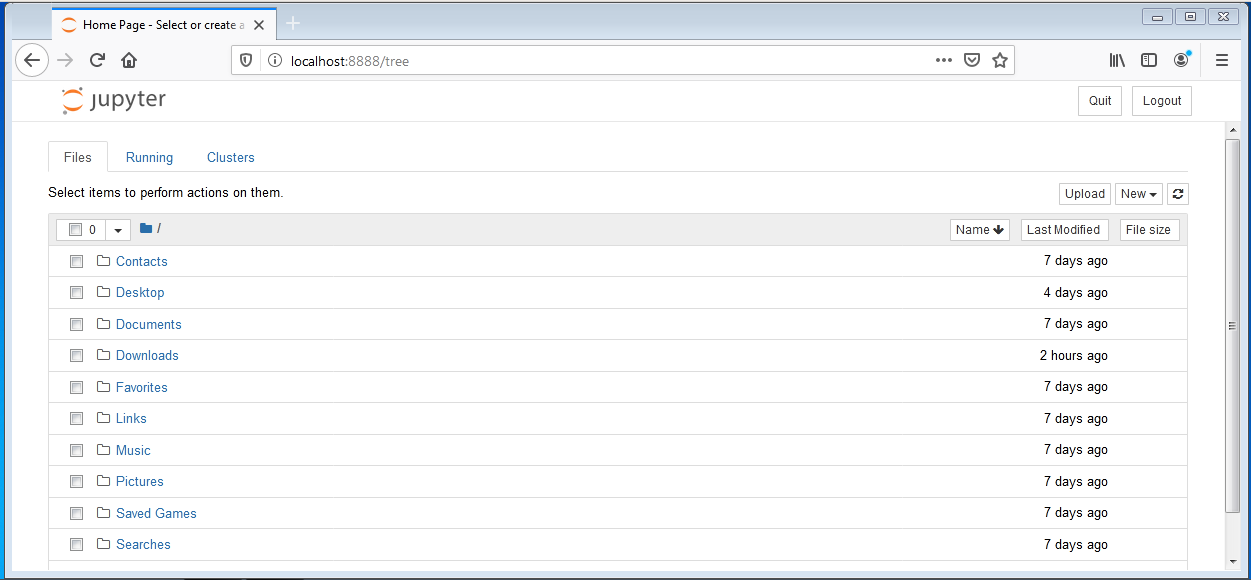 Home Page - Select or create a
localhost:8888/tree
jupyter
Quit Logout
Files Running Clusters
Select items to perform actions on them.
Upload New
0 / Name Last Modified File size
Contacts 7 days ago
Desktop 4 days ago
Documents 7 days ago
Downloads 2 hours ago
Favorites 7 days ago
Links 7 days ago
Music 7 days ago
Pictures 7 days ago
Saved Games 7 days ago
Searches 7 days ago